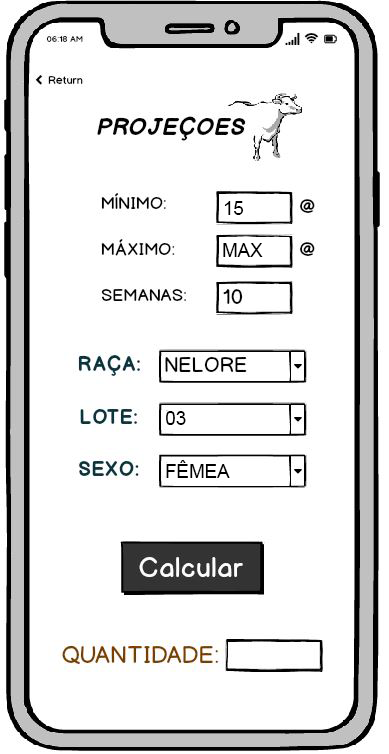 06:18 AM
Return
PROJEÇOES
MÍNIMO: 15 @
MÁXIMO: MAX @
SEMANAS: 10
RAÇA: NELORE
LOTE: 03
SEXO: FÊMEA
Calcular
QUANTIDADE: